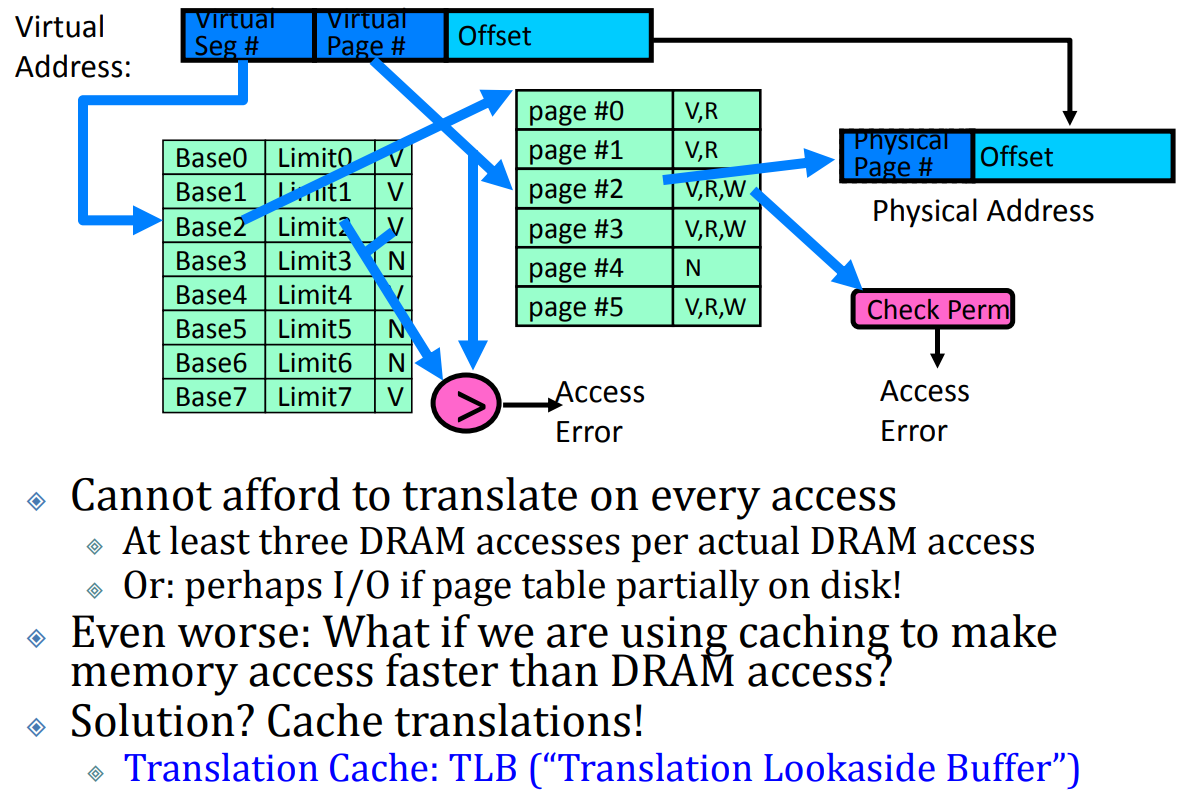 Virtual
Address:
Virtual
Seg #
Virtual
Page #
Offset
Base0 Limit0 V
Base1 Limit1 V
Base2 Limit2 V
Base3 Limit3 N
Base4 Limit4 V
Base5 Limit5 N
Base6 Limit6 N
Base7 Limit7 V
page #0 V,R
page #1 V,R
page #2 V,R,W
page #3 V,R,W
page #4 N
page #5 V,R,W
Physical
Page #
Offset
Physical Address
Check Perm
>
Access
Error
Access
Error
Cannot afford to translate on every access
At least three DRAM accesses per actual DRAM access
Or: perhaps I/O if page table partially on disk!
Even worse: What if we are using caching to make
memory access faster than DRAM access?
Solution? Cache translations!
Translation Cache: TLB (“Translation Lookaside Buffer”)